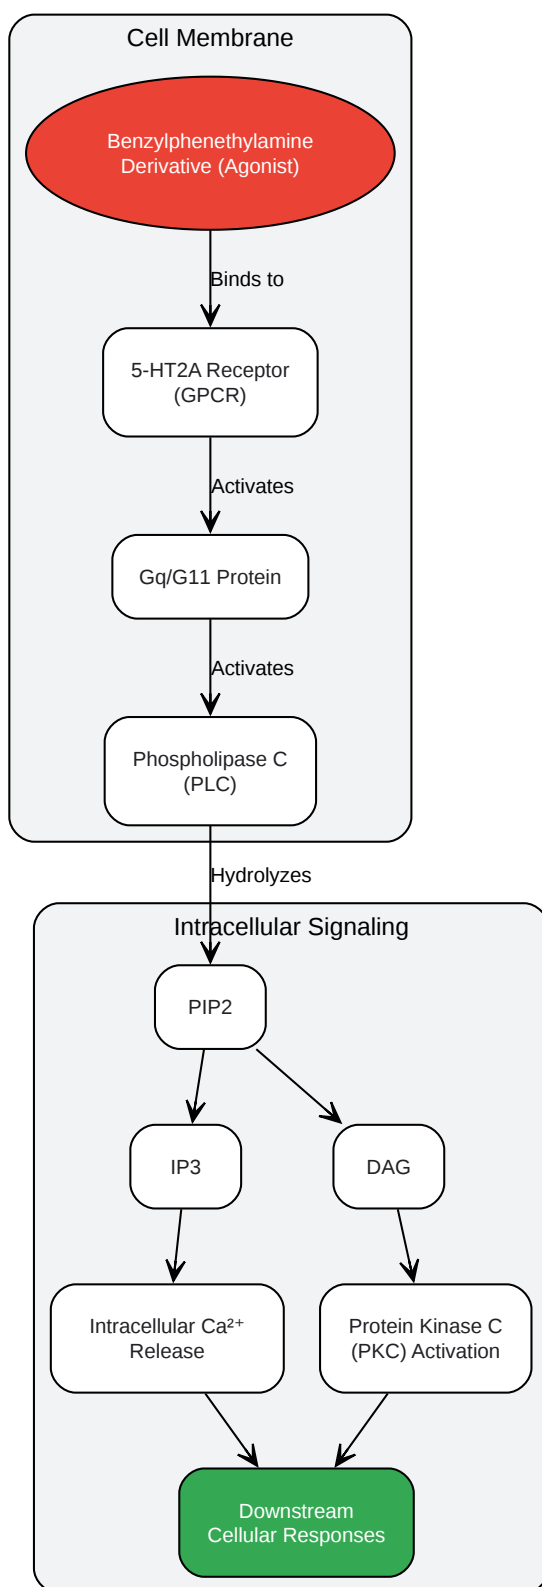 Cell Membrane
Benzylphenethylamine
Derivative (Agonist)
Binds to
5-HT2A Receptor
(GPCR)
Activates
Gq/G11 Protein
Activates
Phospholipase C
(PLC)
Hydrolyzes
Intracellular Signaling
PIP2
IP3
DAG
Intracellular Ca²⁺
Release
Protein Kinase C
(PKC) Activation
Downstream
Cellular Responses